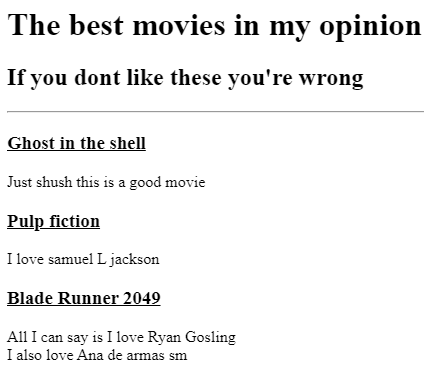 The best movies in my opinion
If you dont like these you're wrong
Ghost in the shell
Just shush this is a good movie
Pulp fiction
I love samuel L jackson
Blade Runner 2049
All I can say is I love Ryan Gosling
I also love Ana de armas sm